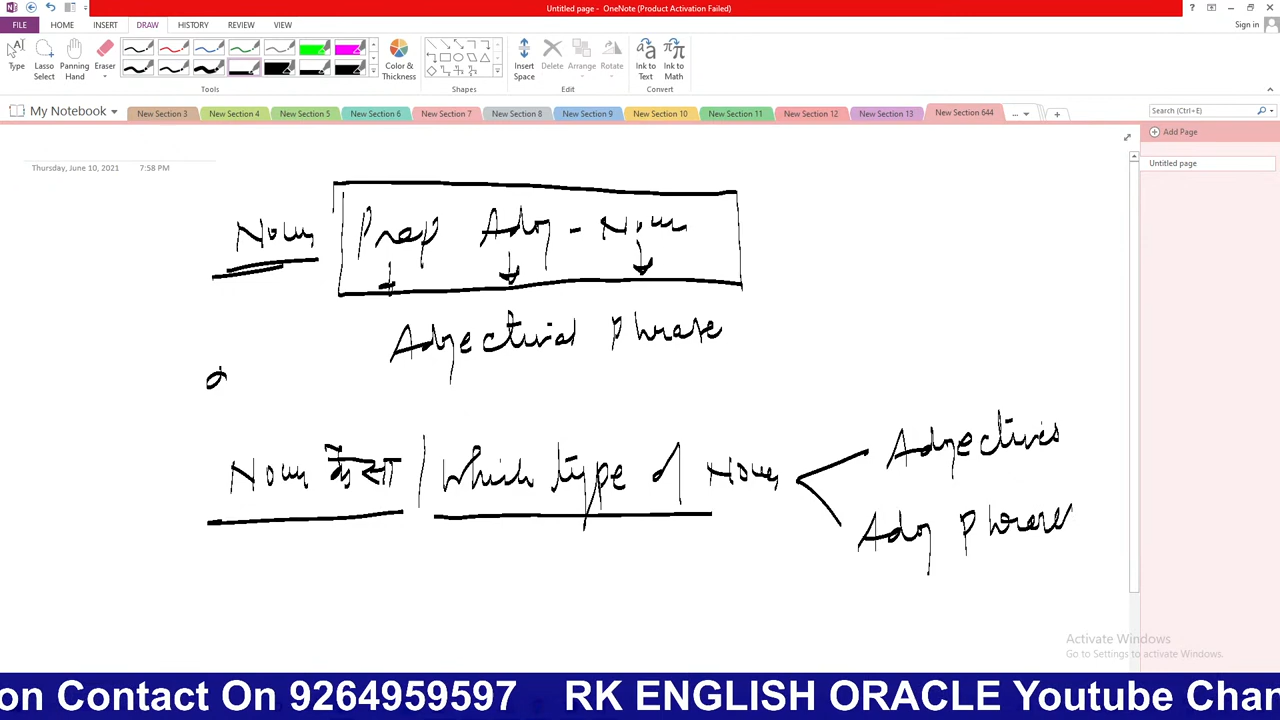 Untitled page - OneNote (Product Activation Failed)
FILE HOME INSERT DRAW HISTORY REVIEW VIEW
Sign in
Type Lasso Select Panning Hand Eraser Color & Thickness Insert Space Delete Arrange Rotate Ink to Text Ink to Math
Tools Shapes Edit Convert
My Notebook New Section 3 New Section 4 New Section 5 New Section 6 New Section 7 New Section 8 New Section 9 New Section 10 New Section 11 New Section 12 New Section 13 New Section 644 ... Search (Ctrl+E)
Add Page
Untitled page
Thursday, June 10, 2021 7:58 PM
Noun Prep Adj - Noun
Adjectival Phrase
Noun कैसा / Which type of Noun
Adjectives
Adj Phrase
Activate Windows
Go to Settings to activate Windows.
on Contact On 9264959597 RK ENGLISH ORACLE Youtube Chan